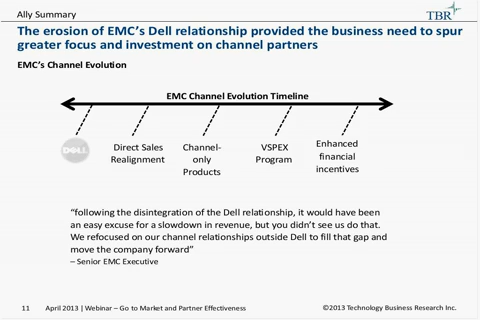 Ally Summary
TBR
The erosion of EMC's Dell relationship provided the business need to spur
greater focus and investment on channel partners
EMC's Channel Evolution
EMC Channel Evolution Timeline
DELL
Direct Sales
Realignment
Channel-
only
Products
VSPEX
Program
Enhanced
financial
incentives
"following the disintegration of the Dell relationship, it would have been
an easy excuse for a slowdown in revenue, but you didn't see us do that.
We refocused on our channel relationships outside Dell to fill that gap and
move the company forward"
– Senior EMC Executive
11 April 2013 | Webinar – Go to Market and Partner Effectiveness ©2013 Technology Business Research Inc.